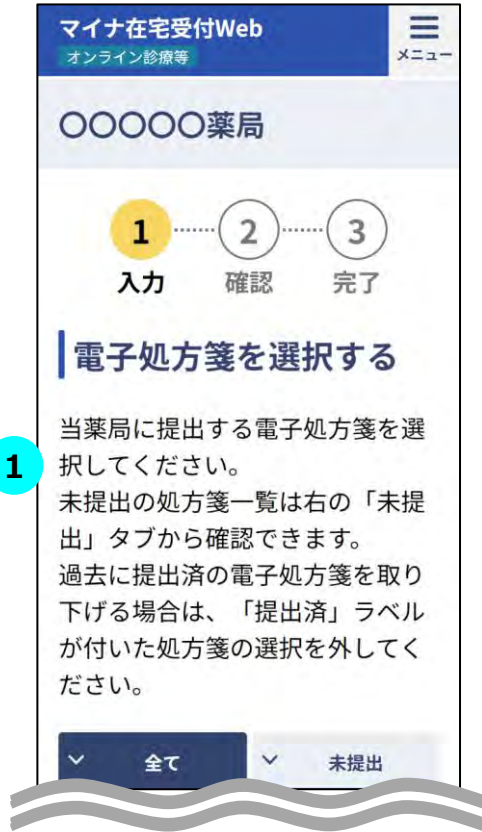 マイナ在宅受付Web
オンライン診療等
メニュー
〇〇〇〇〇薬局
1
2
3
入力
確認
完了
電子処方箋を選択する
1
当薬局に提出する電子処方箋を選
択してください。
未提出の処方箋一覧は右の「未提
出」タブから確認できます。
過去に提出済の電子処方箋を取り
下げる場合は、「提出済」ラベル
が付いた処方箋の選択を外してく
ださい。
全て
未提出